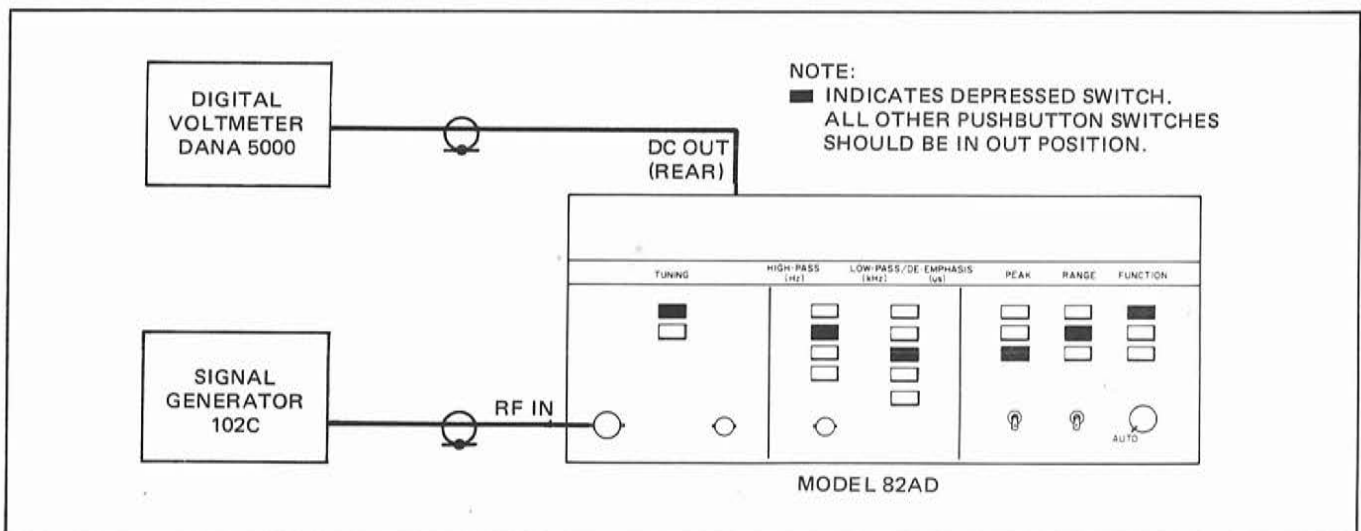 DIGITAL
VOLTMETER
DANA 5000
DC OUT
(REAR)
NOTE:
INDICATES DEPRESSED SWITCH.
ALL OTHER PUSHBUTTON SWITCHES
SHOULD BE IN OUT POSITION.
TUNING
HIGH-PASS
(Hz)
LOW-PASS/DE-EMPHASIS
(kHz) (us)
PEAK
RANGE
FUNCTION
SIGNAL
GENERATOR
102C
RF IN
AUTO
MODEL 82AD